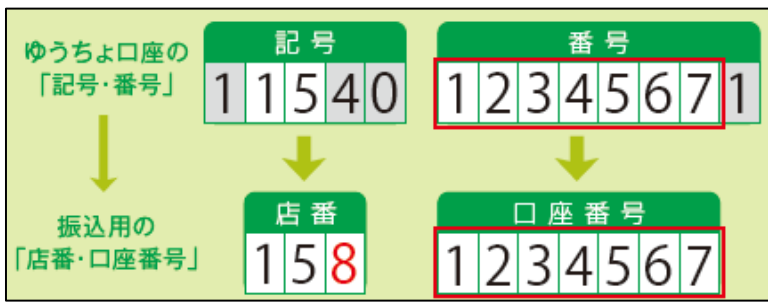 ゆうちょ口座の
「記号・番号」
記号
11540
番号
12345671
振込用の
「店番・口座番号」
店番
158
口座番号
1234567